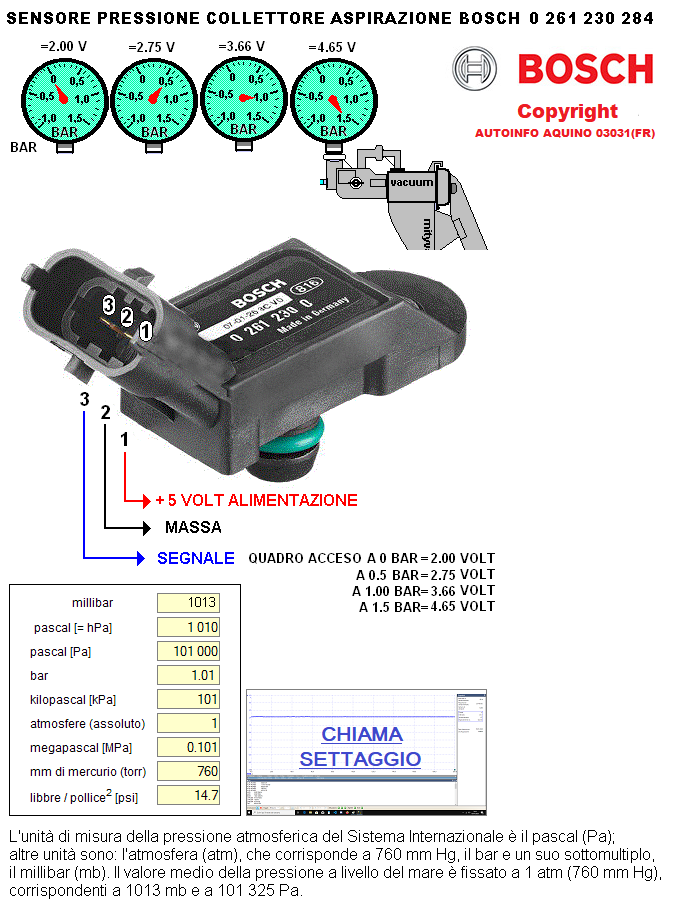 SENSORE PRESSIONE COLLETTORE ASPIRAZIONE BOSCH 0 261 230 284
=2.00 V =2.75 V =3.66 V =4.65 V
0 0,5 -0,5 1,0 -1,0 1,5 BAR
0 0,5 -0,5 1,0 -1,0 1,5 BAR
0 0,5 -0,5 1,0 -1,0 1,5 BAR
0 0,5 -0,5 1,0 -1,0 1,5 BAR
BAR
BOSCH
Copyright
AUTOINFO AQUINO 03031(FR)
vacuum
mityv
BOSCH
816
0 261 230 0
Made in Germany
3 2 1
3
2
1
+ 5 VOLT ALIMENTAZIONE
MASSA
SEGNALE QUADRO ACCESO A 0 BAR=2.00 VOLT
A 0.5 BAR=2.75 VOLT
A 1.00 BAR=3.66 VOLT
A 1.5 BAR=4.65 VOLT
millibar 1013
pascal [= hPa] 1 010
pascal [Pa] 101 000
bar 1.01
kilopascal [kPa] 101
atmosfere (assoluto) 1
megapascal [MPa] 0.101
mm di mercurio (torr) 760
libbre / pollice² [psi] 14.7
CHIAMA
SETTAGGIO
L'unità di misura della pressione atmosferica del Sistema Internazionale è il pascal (Pa);
altre unità sono: l'atmosfera (atm), che corrisponde a 760 mm Hg, il bar e un suo sottomultiplo,
il millibar (mb). Il valore medio della pressione a livello del mare è fissato a 1 atm (760 mm Hg),
corrispondenti a 1013 mb e a 101 325 Pa.